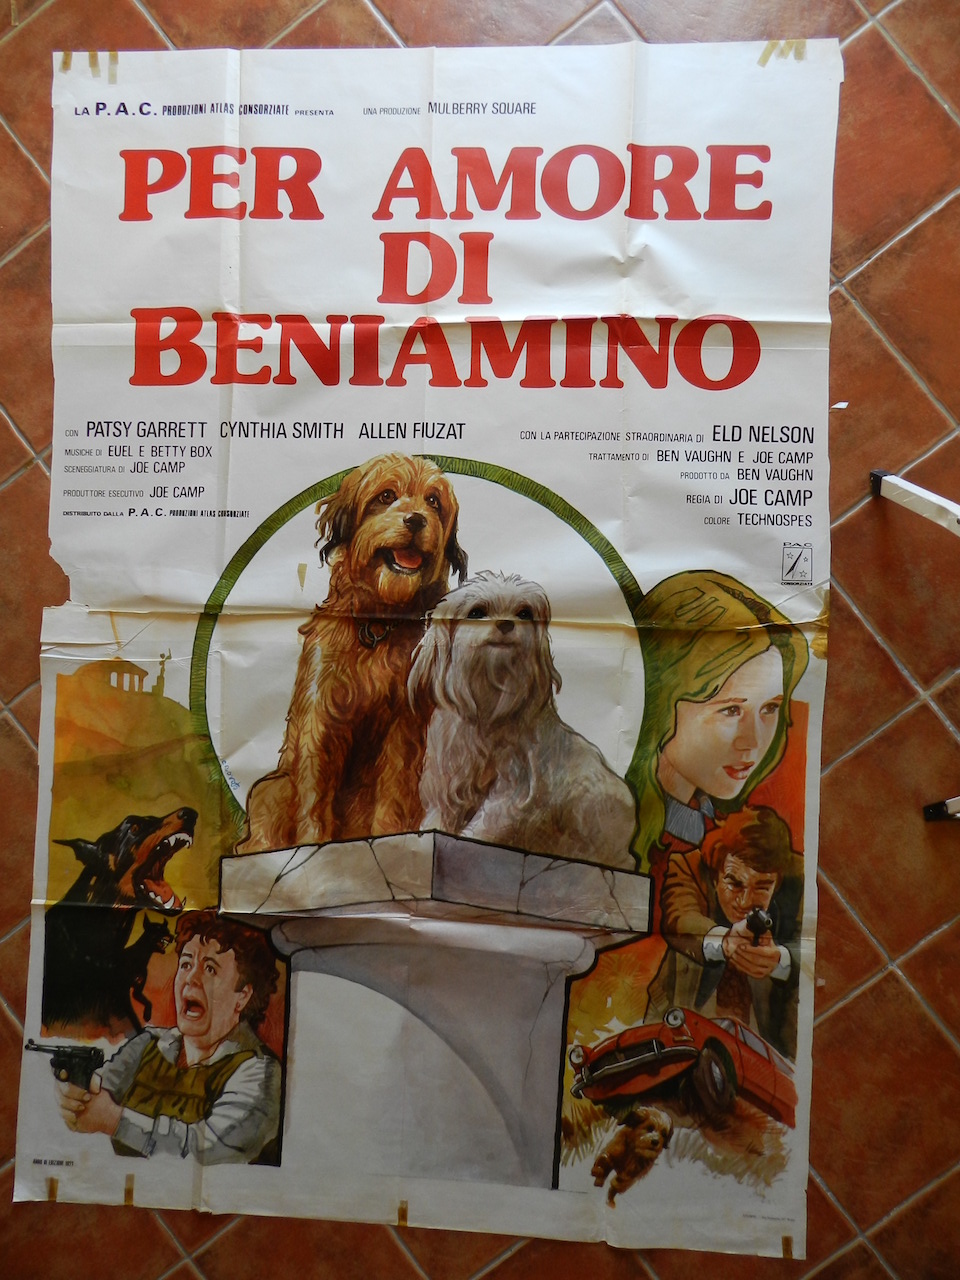 LA P.A.C. PRODUZIONI ATLAS CONSORZIATE PRESENTA UNA PRODUZIONE MULBERRY SQUARE
PER AMORE
DI
BENIAMINO
CON PATSY GARRETT CYNTHIA SMITH ALLEN FIUZAT
MUSICHE DI EUEL E BETTY BOX
SCENEGGIATURA DI JOE CAMP
PRODUTTORE ESECUTIVO JOE CAMP
DISTRIBUITO DALLA P.A.C. PRODUZIONI ATLAS CONSORZIATE
CON LA PARTECIPAZIONE STRAORDINARIA DI ELD NELSON
TRATTAMENTO DI BEN VAUGHN E JOE CAMP
PRODOTTO DA BEN VAUGHN
REGIA DI JOE CAMP
COLORE TECHNOSPES
P.A.C
CONSORZIATE